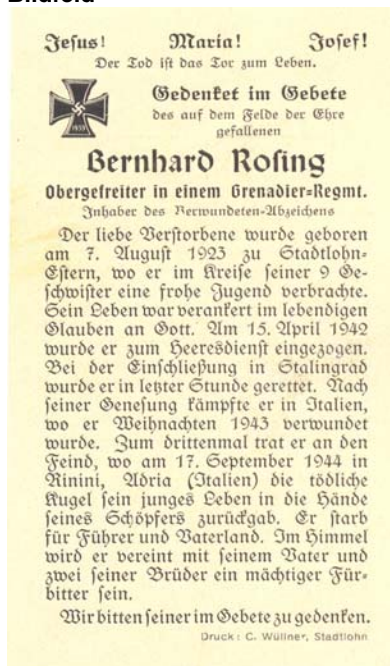 Jesus! Maria! Josef!
Der Tod ist das Tor zum Leben.
Gedenket im Gebete
des auf dem Felde der Ehre
gefallenen
1939
Bernhard Rosing
Obergefreiter in einem Grenadier-Regmt.
Inhaber des Verwundeten-Abzeichens
Der liebe Verstorbene wurde geboren
am 7. August 1923 zu Stadtlohn-
Estern, wo er im Kreise seiner 9 Ge-
schwister eine frohe Jugend verbrachte.
Sein Leben war verankert im lebendigen
Glauben an Gott. Am 15. April 1942
wurde er zum Heeresdienst eingezogen.
Bei der Einschließung in Stalingrad
wurde er in letzter Stunde gerettet. Nach
seiner Genesung kämpfte er in Italien,
wo er Weihnachten 1943 verwundet
wurde. Zum drittenmal trat er an den
Feind, wo am 17. September 1944 in
Rinini, Adria (Italien) die tödliche
Kugel sein junges Leben in die Hände
seines Schöpfers zurückgab. Er starb
für Führer und Vaterland. Im Himmel
wird er vereint mit seinem Vater und
zwei seiner Brüder ein mächtiger Für-
bitter sein.
Wir bitten seiner im Gebete zu gedenken.
Druck: C. Wüllner, Stadtlohn